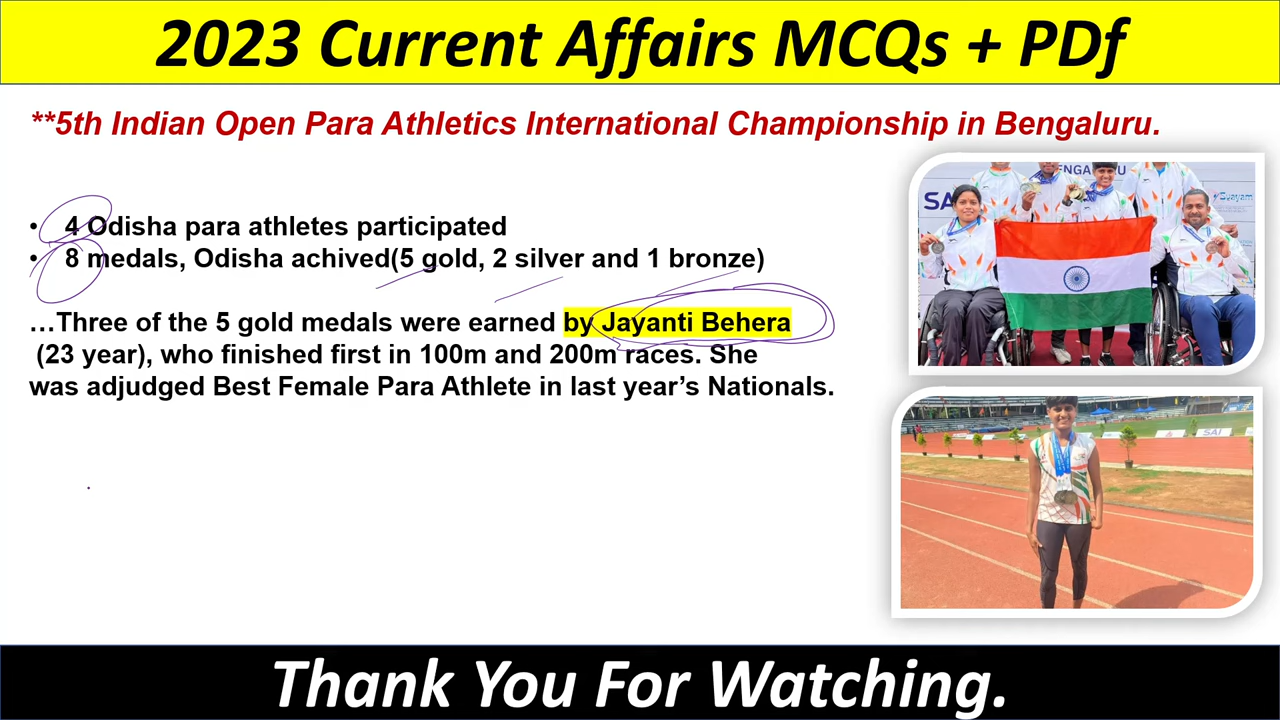 2023 Current Affairs MCQs + PDf
**5th Indian Open Para Athletics International Championship in Bengaluru.
• 4 Odisha para athletes participated
• 8 medals, Odisha achived(5 gold, 2 silver and 1 bronze)
…Three of the 5 gold medals were earned by Jayanti Behera
(23 year), who finished first in 100m and 200m races. She
was adjudged Best Female Para Athlete in last year’s Nationals.
SAI
Svayam
SAI
Thank You For Watching.